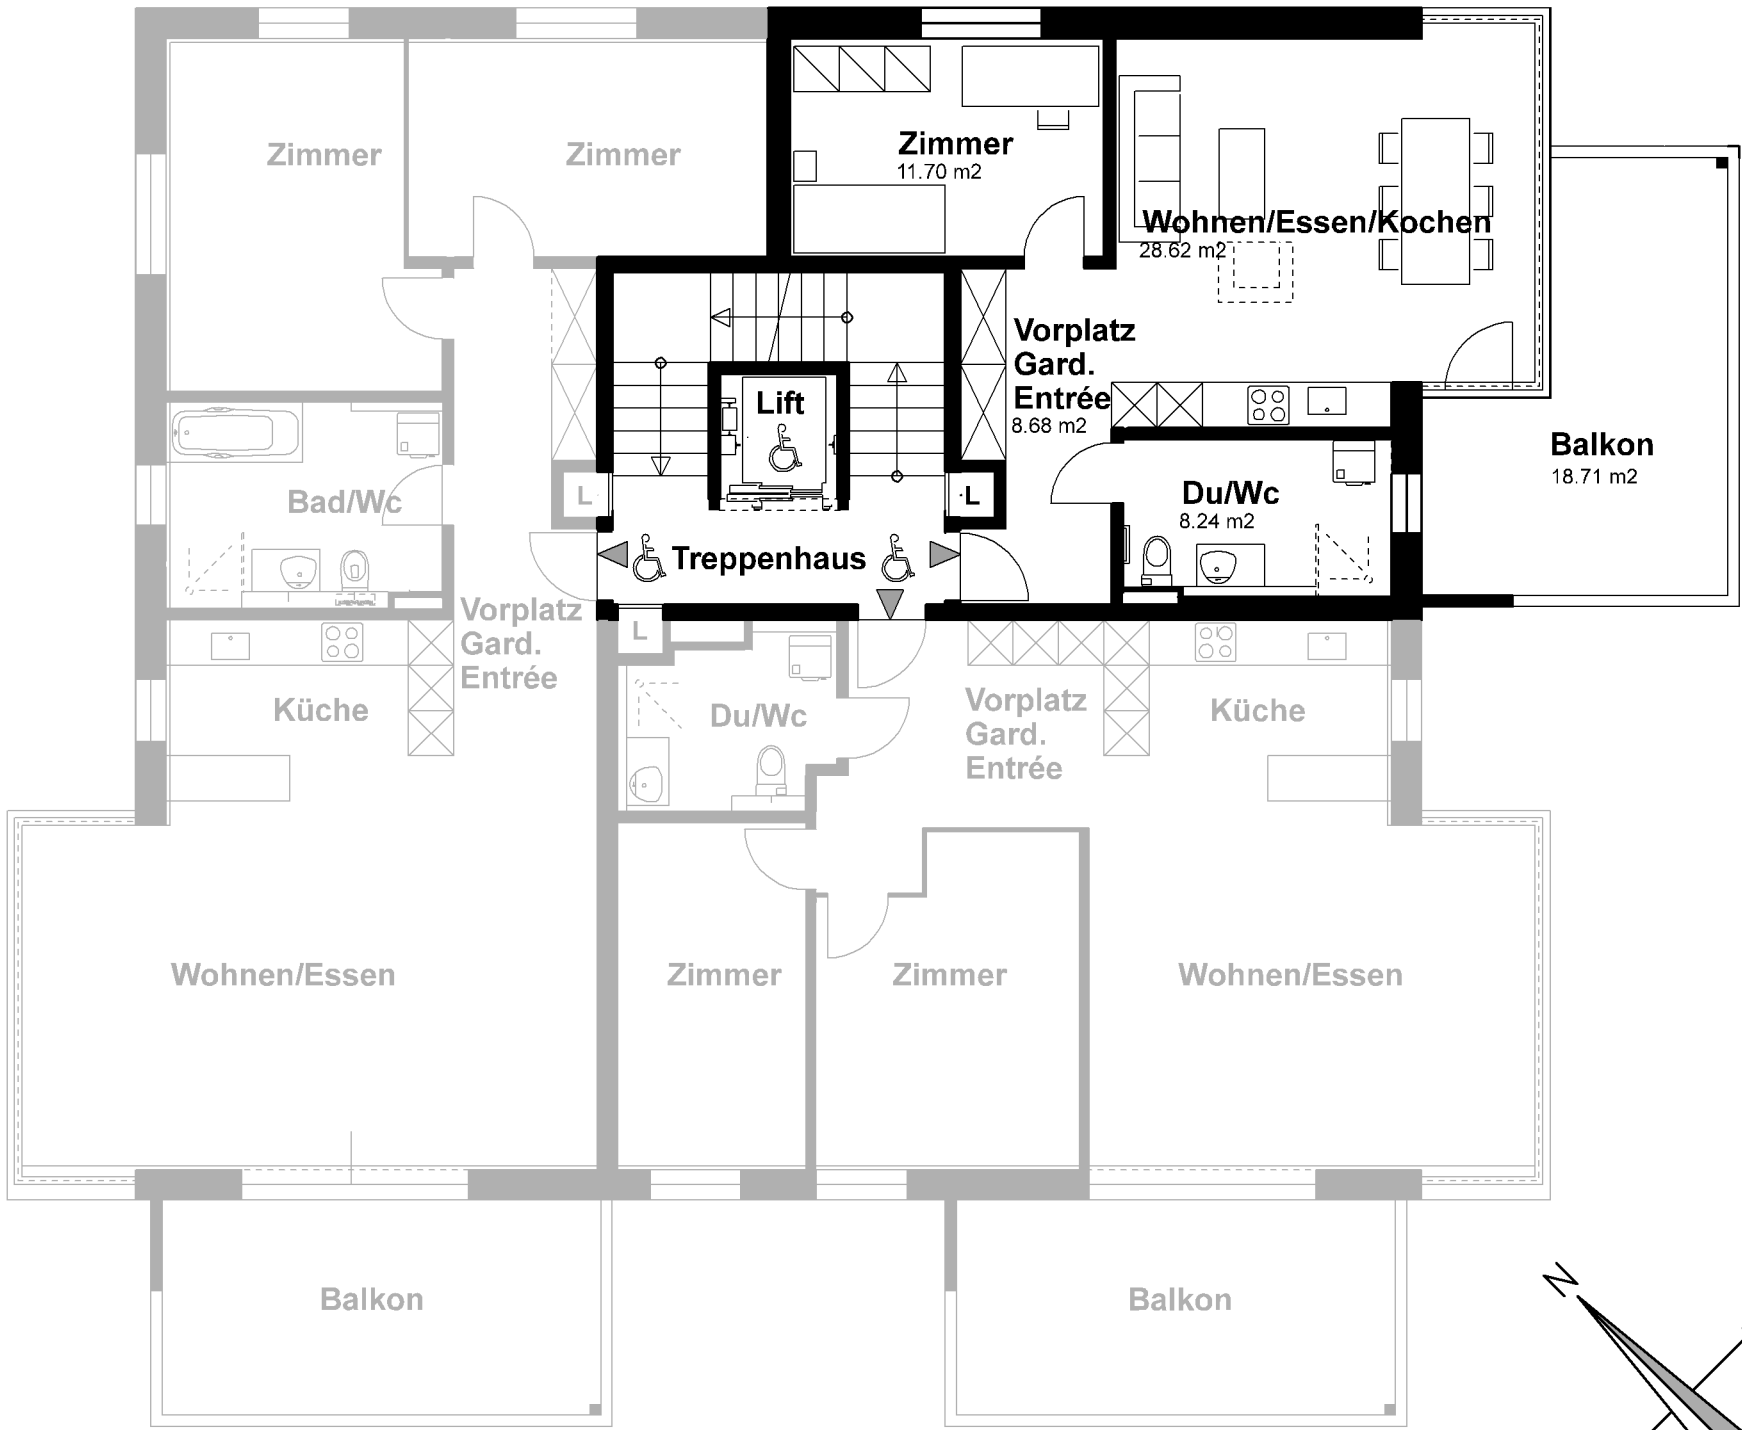 Zimmer
Zimmer
Zimmer
11.70 m2
Wohnen/Essen/Kochen
28.62 m2
Vorplatz
Gard.
Entrée
8.68 m2
Lift
Balkon
18.71 m2
Bad/Wc
L
L
Du/Wc
8.24 m2
Treppenhaus
Vorplatz
Gard.
Entrée
L
Küche
Du/Wc
Vorplatz
Gard.
Entrée
Küche
Wohnen/Essen
Zimmer
Zimmer
Wohnen/Essen
Balkon
Balkon
N